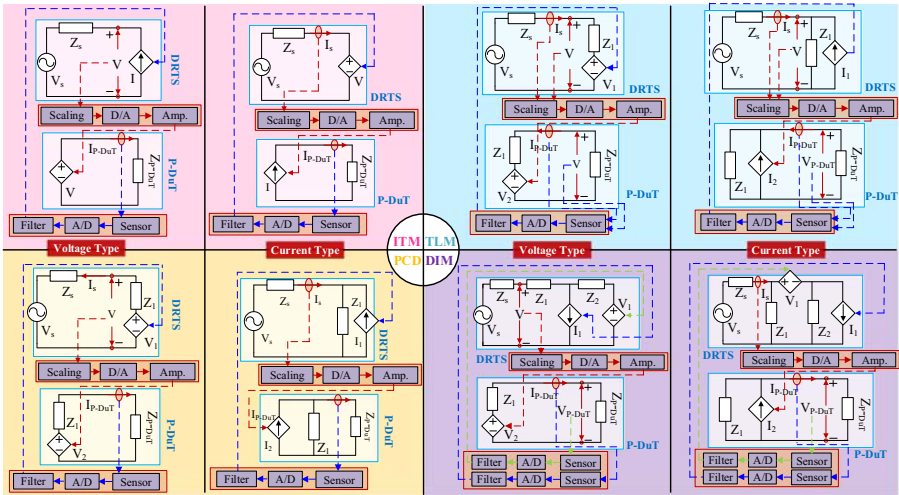 Zs
Is
+
V
−
I
Vs
DRTS
Scaling
D/A
Amp.
IP-DuT
V
ZP-DuT
P-DuT
Filter
A/D
Sensor
Voltage Type
Zs
Is
V
Vs
DRTS
Scaling
D/A
Amp.
IP-DuT
I
ZP-DuT
P-DuT
Filter
A/D
Sensor
Current Type
Zs
Is
+
V
−
Z1
V1
Vs
DRTS
Scaling
D/A
Amp.
IP-DuT
Z1
V2
+
V
−
ZP-DuT
P-DuT
Filter
A/D
Sensor
Voltage Type
Zs
Is
+
V
−
Z1
I1
Vs
DRTS
Scaling
D/A
Amp.
IP-DuT
Z1
I2
+
VP-DuT
−
ZP-DuT
P-DuT
Filter
A/D
Sensor
Current Type
ITM TLM
PCD DIM
Zs
Is
+
V
−
Z1
V1
Vs
DRTS
Scaling
D/A
Amp.
IP-DuT
Z1
V2
ZP-DuT
P-DuT
Filter
A/D
Sensor
Zs
Is
Z1
I1
Vs
DRTS
Scaling
D/A
Amp.
IP-DuT
I2
Z1
ZP-DuT
P-DuT
Filter
A/D
Sensor
Zs
Z1
Z2
+
V
−
I1
V1
Vs
DRTS
Scaling
D/A
Amp.
IP-DuT
Z1
V2
+
VP-DuT
−
ZP-DuT
P-DuT
Filter
A/D
Sensor
Filter
A/D
Sensor
Zs
Is
V1
Z1
Z2
I1
Vs
DRTS
Scaling
D/A
Amp.
IP-DuT
Z1
I2
+
VP-DuT
−
ZP-DuT
P-DuT
Filter
A/D
Sensor
Filter
A/D
Sensor